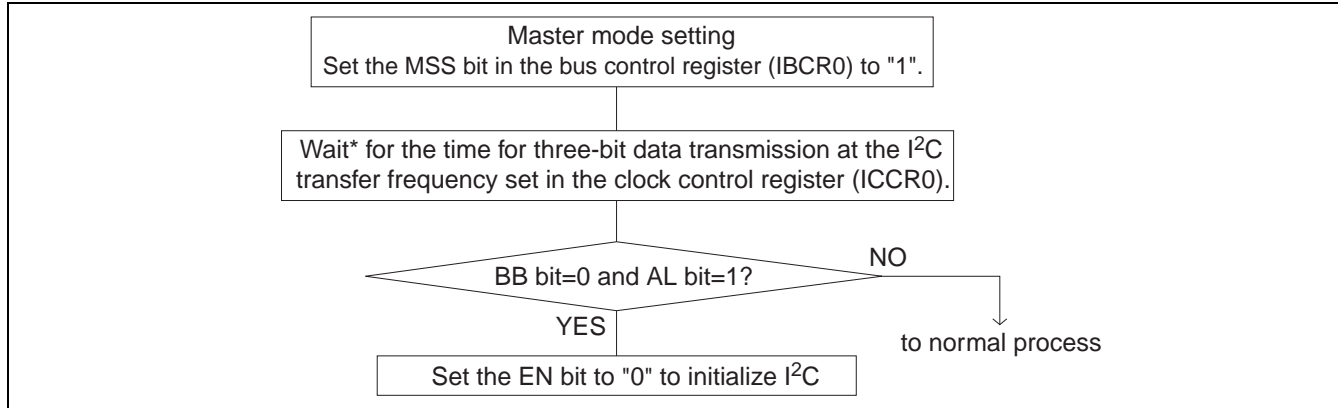 Master mode setting
Set the MSS bit in the bus control register (IBCR0) to "1".
Wait* for the time for three-bit data transmission at the I²C
transfer frequency set in the clock control register (ICCR0).
BB bit=0 and AL bit=1?
NO
YES
to normal process
Set the EN bit to "0" to initialize I²C